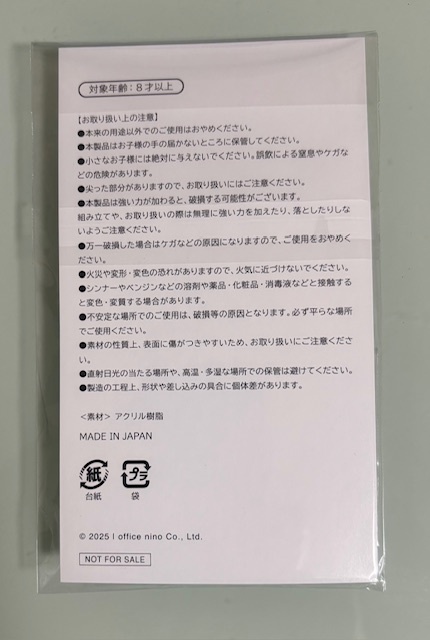 対象年齢：8才以上
【お取り扱い上の注意】
●本来の用途以外でのご使用はおやめください。
●本製品はお子様の手の届かないところに保管してください。
●小さなお子様には絶対に与えないでください。誤飲による窒息やケガな
どの危険があります。
●尖った部分がありますので、お取り扱いにはご注意ください。
●本製品は強い力が加わると、破損する可能性がございます。
組み立てや、お取り扱いの際は無理に強い力を加えたり、落としたりしな
いようご注意ください。
●万一破損した場合はケガなどの原因になりますので、ご使用をおやめく
ださい。
●火災や変形・変色の恐れがありますので、火気に近づけないでください。
●シンナーやベンジンなどの溶剤や薬品・化粧品・消毒液などと接触する
と変色・変質する場合があります。
●不安定な場所でのご使用は、破損等の原因となります。必ず平らな場所
でご使用ください。
●素材の性質上、表面に傷がつきやすいため、お取り扱いにご注意くださ
い。
●直射日光の当たる場所や、高温・多湿な場所での保管は避けてください。
●製造の工程上、形状や差し込みの具合に個体差があります。
＜素材＞ アクリル樹脂
MADE IN JAPAN
紙 プラ
台紙 袋
© 2025 I office nino Co., Ltd.
NOT FOR SALE